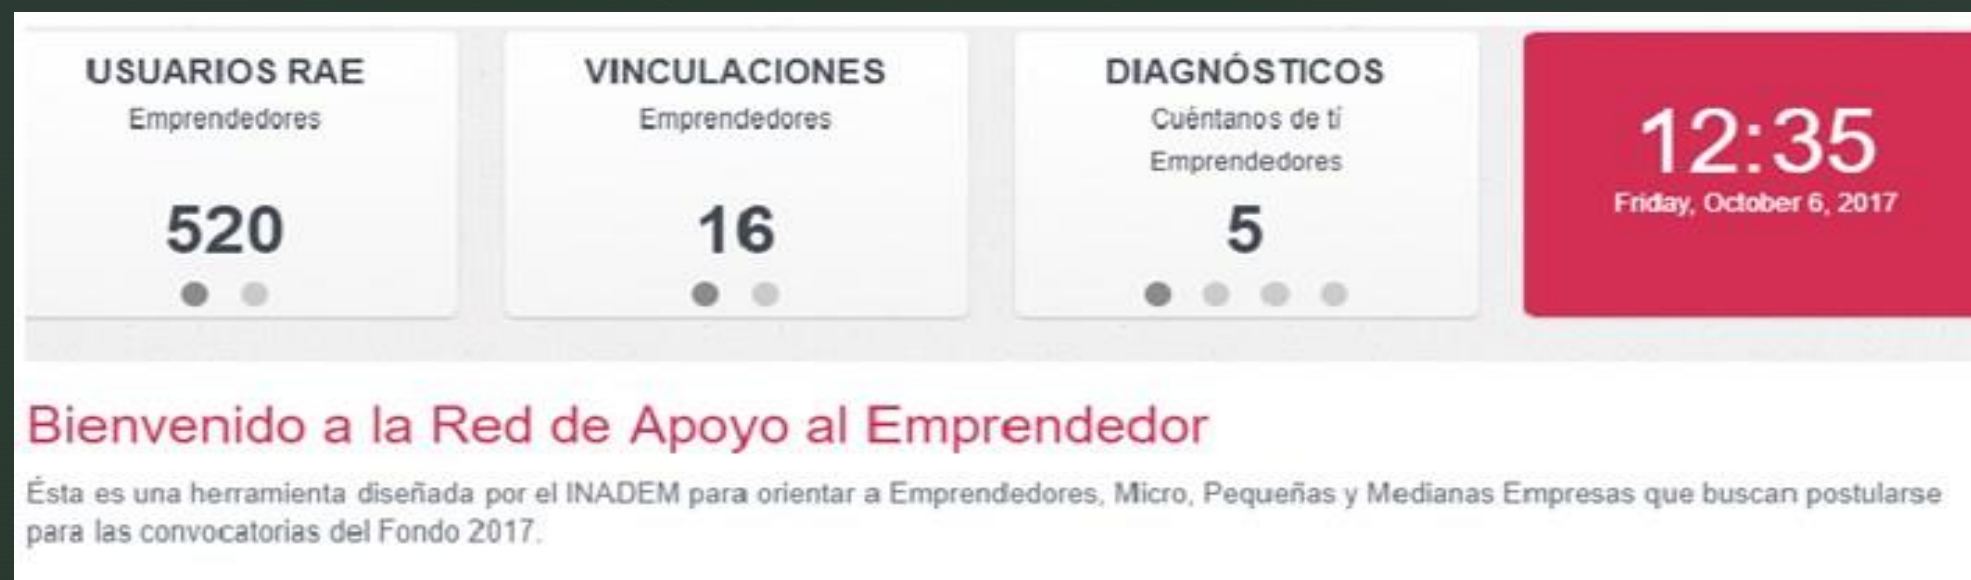 USUARIOS RAE
Emprendedores
520
VINCULACIONES
Emprendedores
16
DIAGNÓSTICOS
Cuéntanos de tí
Emprendedores
5
12:35
Friday, October 6, 2017
Bienvenido a la Red de Apoyo al Emprendedor
Ésta es una herramienta diseñada por el INADEM para orientar a Emprendedores, Micro, Pequeñas y Medianas Empresas que buscan postularse
para las convocatorias del Fondo 2017.